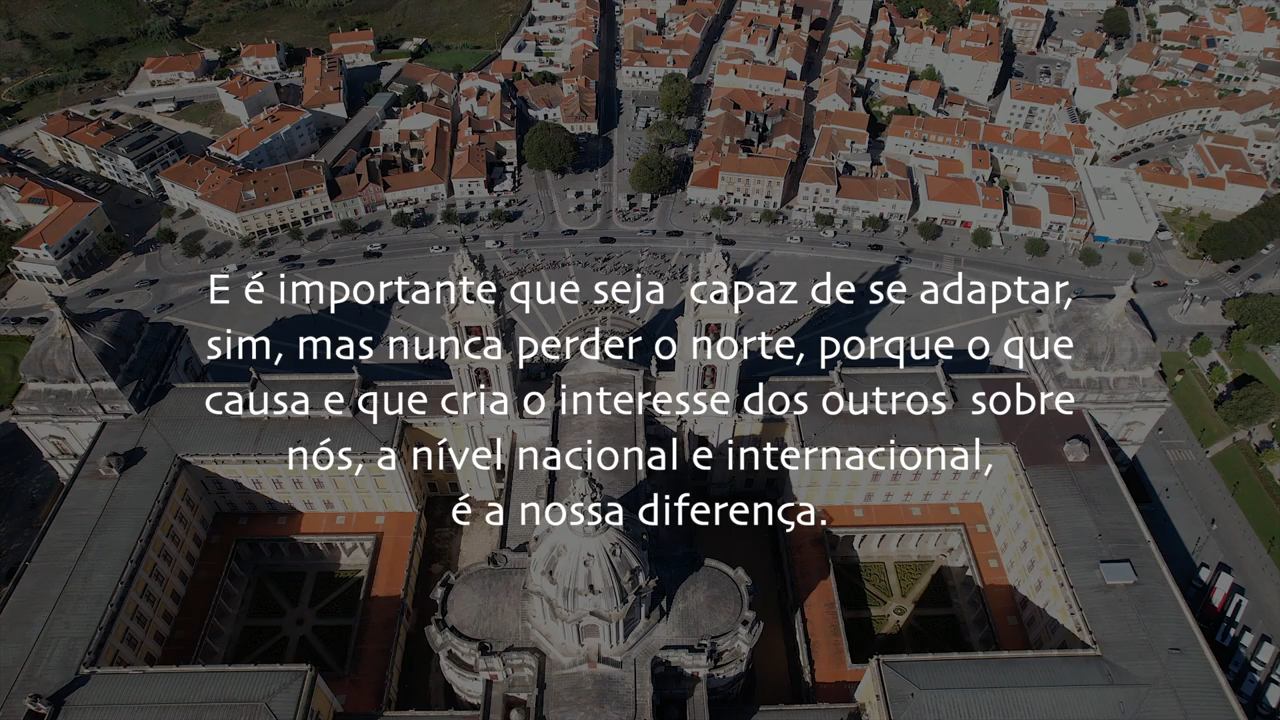 E é importante que seja  capaz de se adaptar,
sim, mas nunca perder o norte, porque o que
causa e que cria o interesse dos outros  sobre
nós, a nível nacional e internacional,
é a nossa diferença.